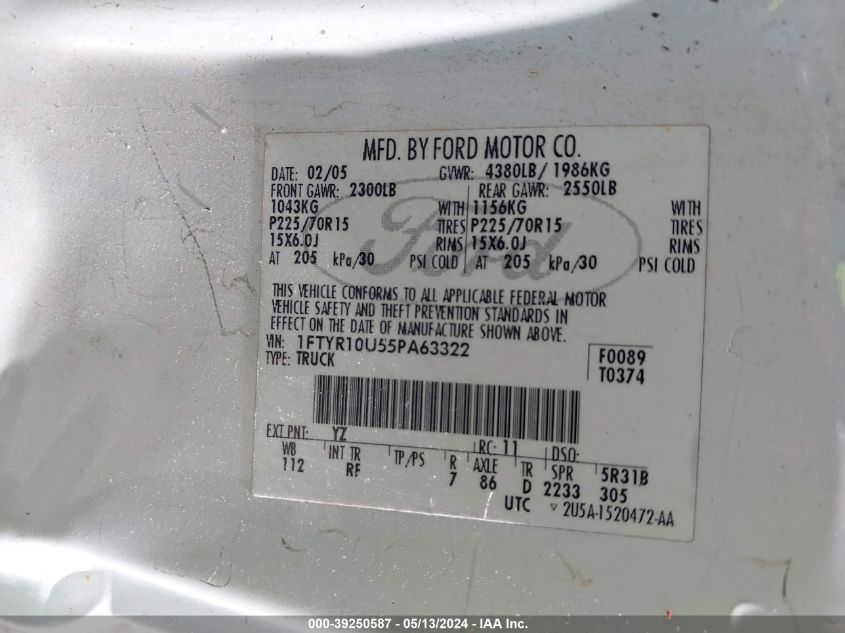 MFD. BY FORD MOTOR CO.
DATE: 02/05 GVWR: 4380LB/ 1986KG
FRONT GAWR: 2300LB REAR GAWR: 2550LB
1043KG WITH 1156KG WITH
P225/70R15 TIRES P225/70R15 TIRES
15X6.0J RIMS 15X6.0J RIMS
AT 205 kPa/30 PSI COLD AT 205 kPa/30 PSI COLD
Ford
THIS VEHICLE CONFORMS TO ALL APPLICABLE FEDERAL MOTOR
VEHICLE SAFETY AND THEFT PREVENTION STANDARDS IN
EFFECT ON THE DATE OF MANUFACTURE SHOWN ABOVE.
VIN: 1FTYR10U55PA63322 F0089
TYPE: TRUCK T0374
EXT PNT: YZ RC: 11 DSO:
WB INT TR TP/PS R AXLE TR SPR 5R31B
112 RF 7 86 D 2233 305
UTC ▽ 2U5A-1520472-AA
000-39250587 - 05/13/2024 - IAA Inc.